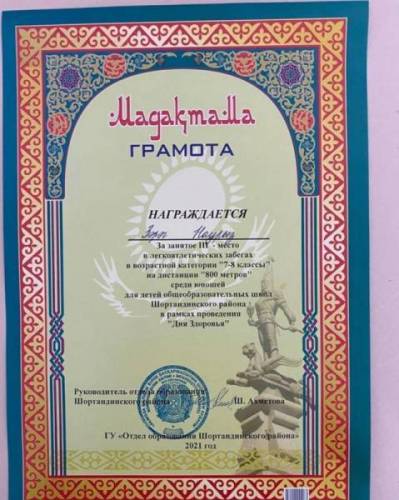 Мадақтама
ГРАМОТА
НАГРАЖДАЕТСЯ
За занятое III - место
в легкоатлетических забегах
в возрастной категории "7-8 классы"
на дистанции "800 метров"
среди юношей
для детей общеобразовательных школ
Шортандинского района
в рамках проведения
"Дня Здоровья"
Руководитель отдела образования
Шортандинского района Ш. Ахметова
ГУ «Отдел образования Шортандинского района»
2021 год